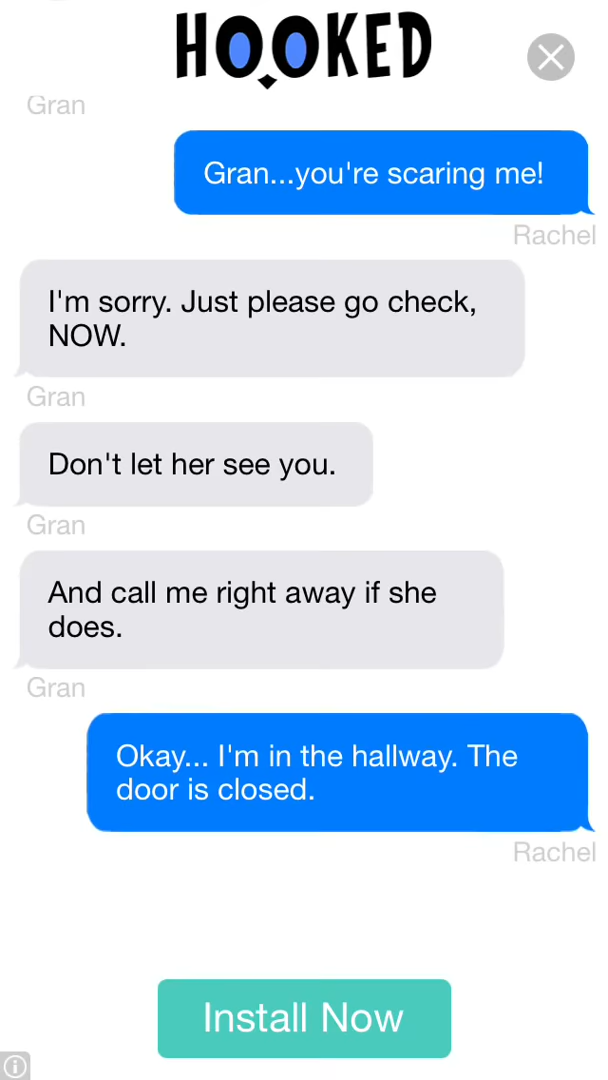 HOOKED
Gran
Gran...you're scaring me!
Rachel
I'm sorry. Just please go check,
NOW.
Gran
Don't let her see you.
Gran
And call me right away if she
does.
Gran
Okay... I'm in the hallway. The
door is closed.
Rachel
Install Now